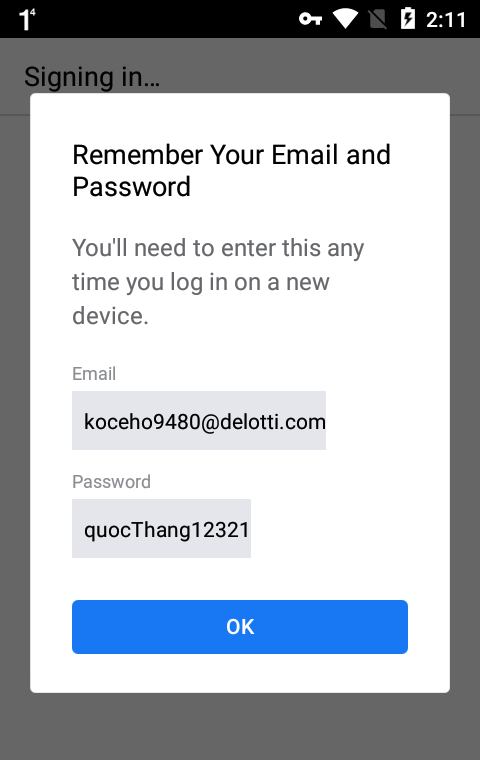 1⁴ 2:11
Signing in...
Remember Your Email and
Password
You'll need to enter this any
time you log in on a new
device.
Email
koceho9480@delotti.com
Password
quocThang12321
OK